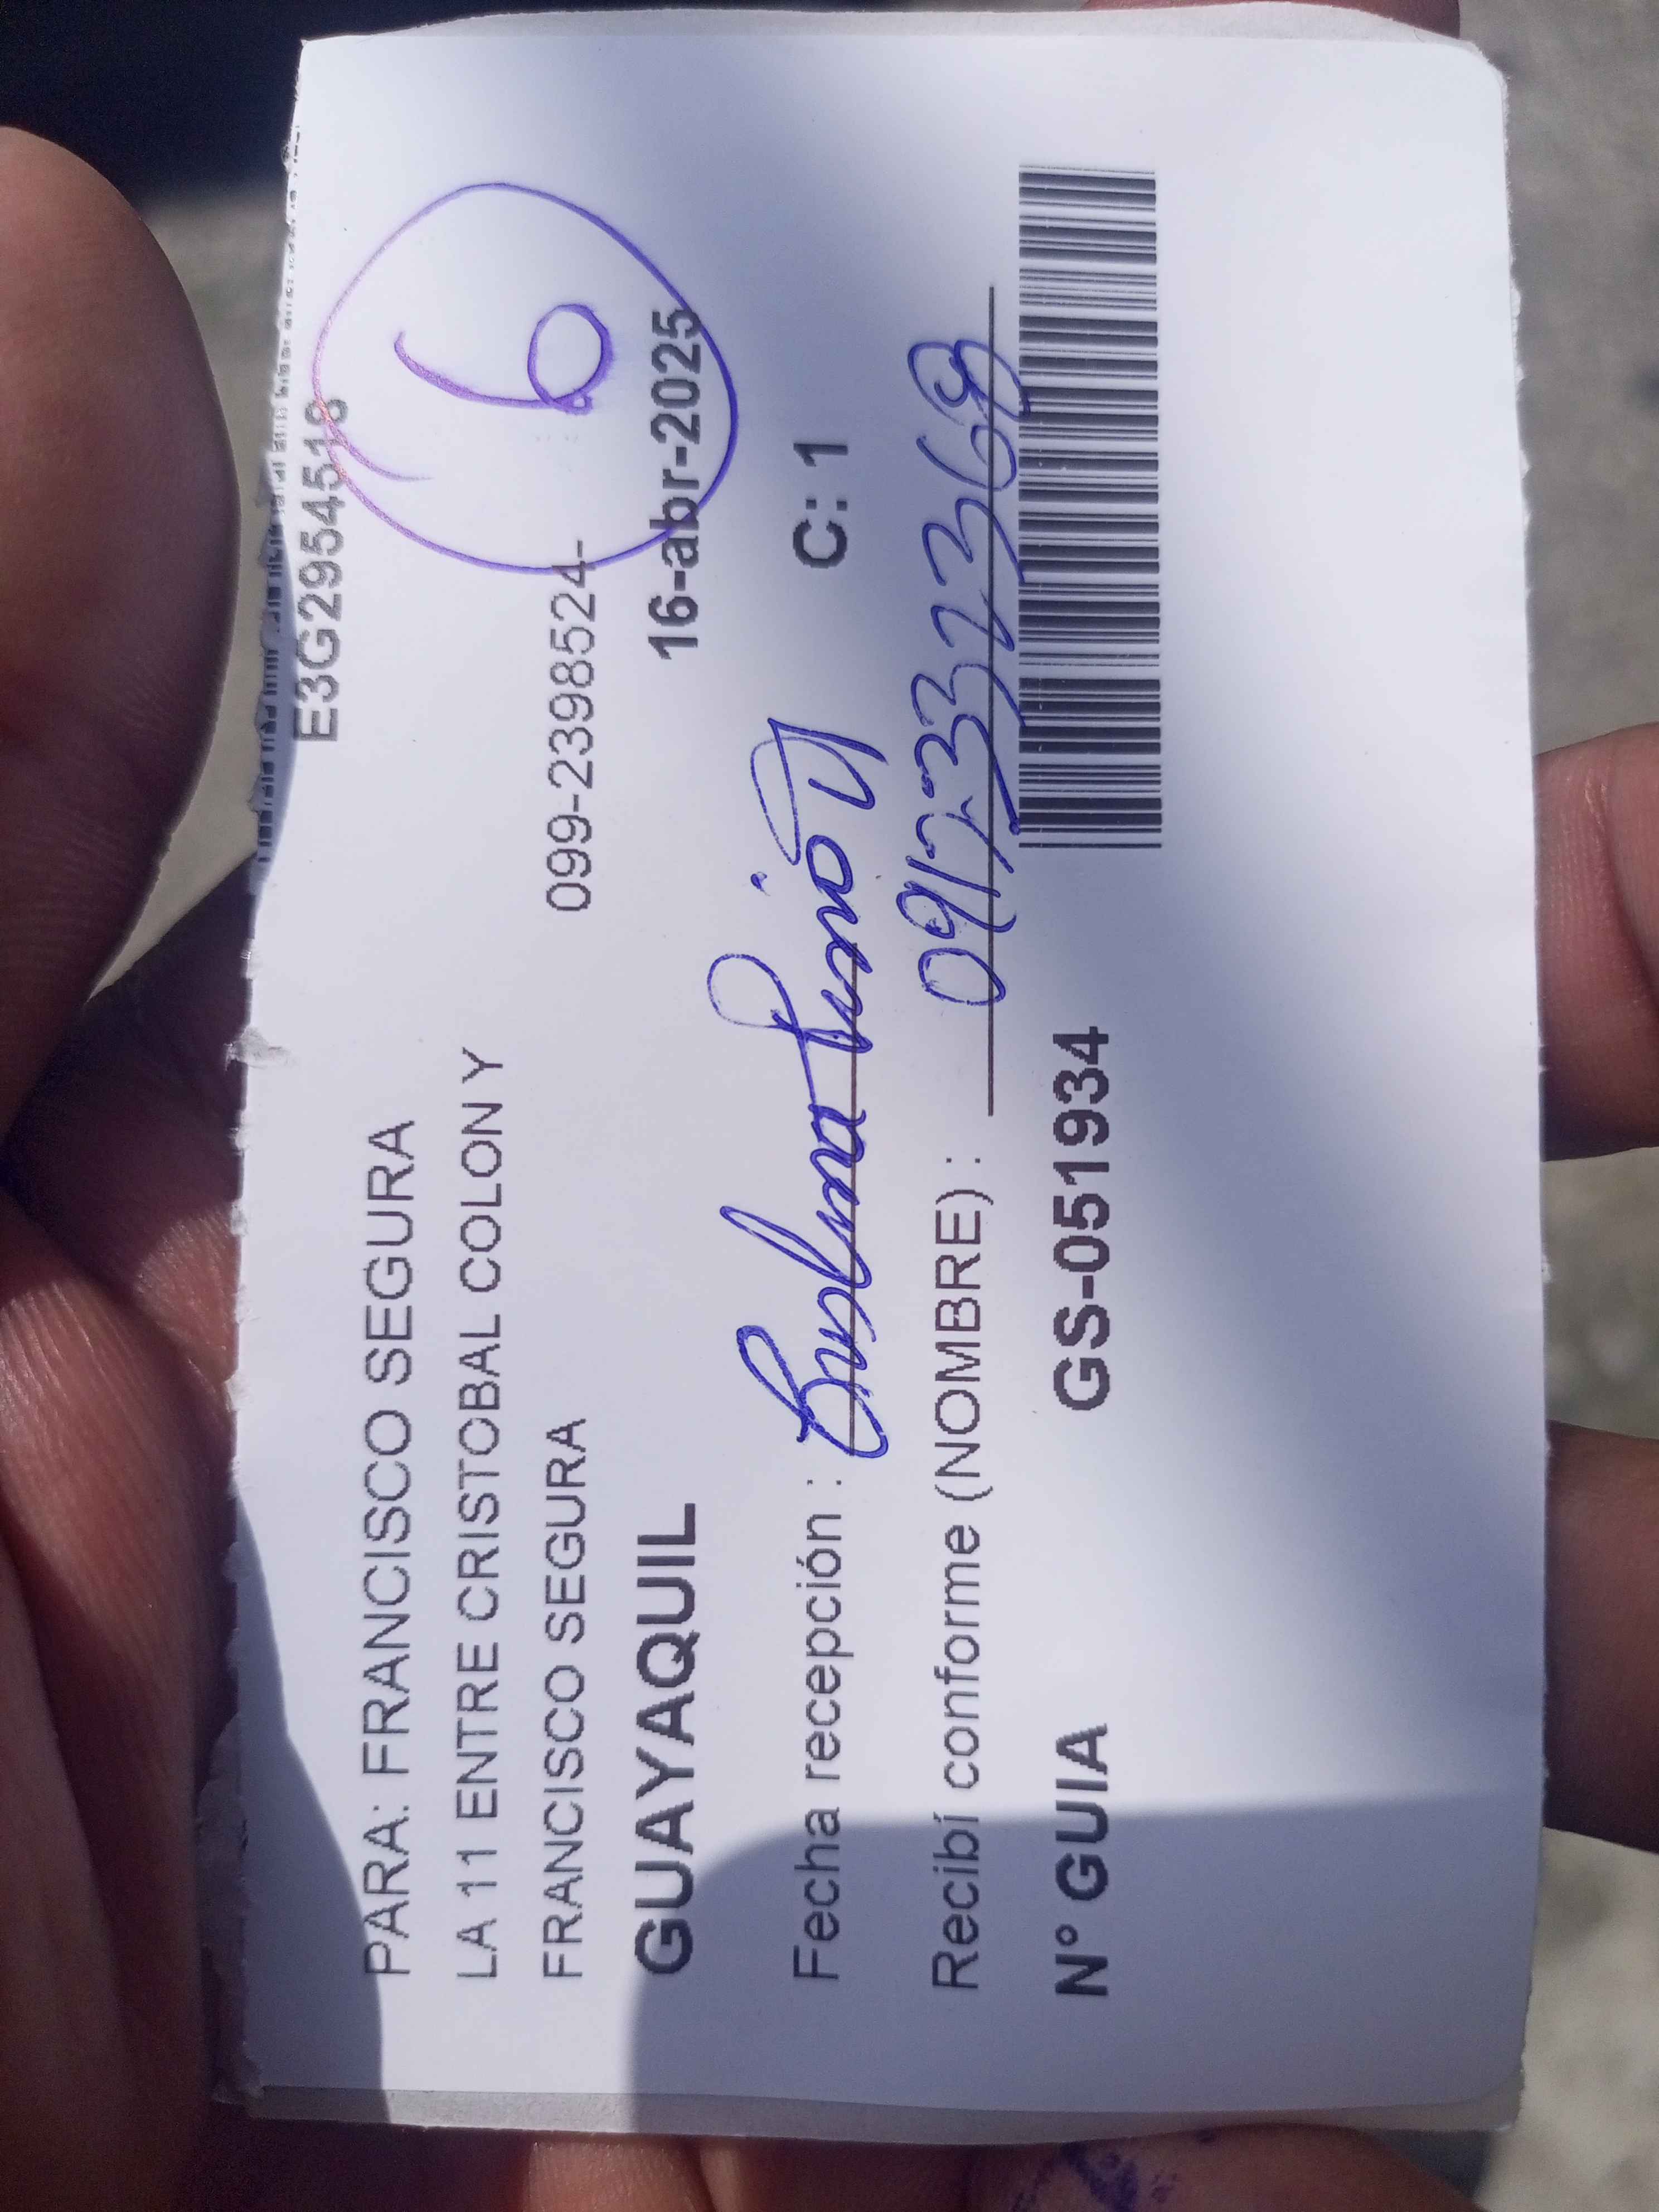 E3G294518
6
PARA: FRANCISCO SEGURA
LA 11 ENTRE CRISTOBAL COLON Y
FRANCISCO SEGURA 099-2398524-
GUAYAQUIL 16-abr-2025
Fecha recepción : C: 1
Recibí conforme (NOMBRE) :
N° GUIA GS-051934